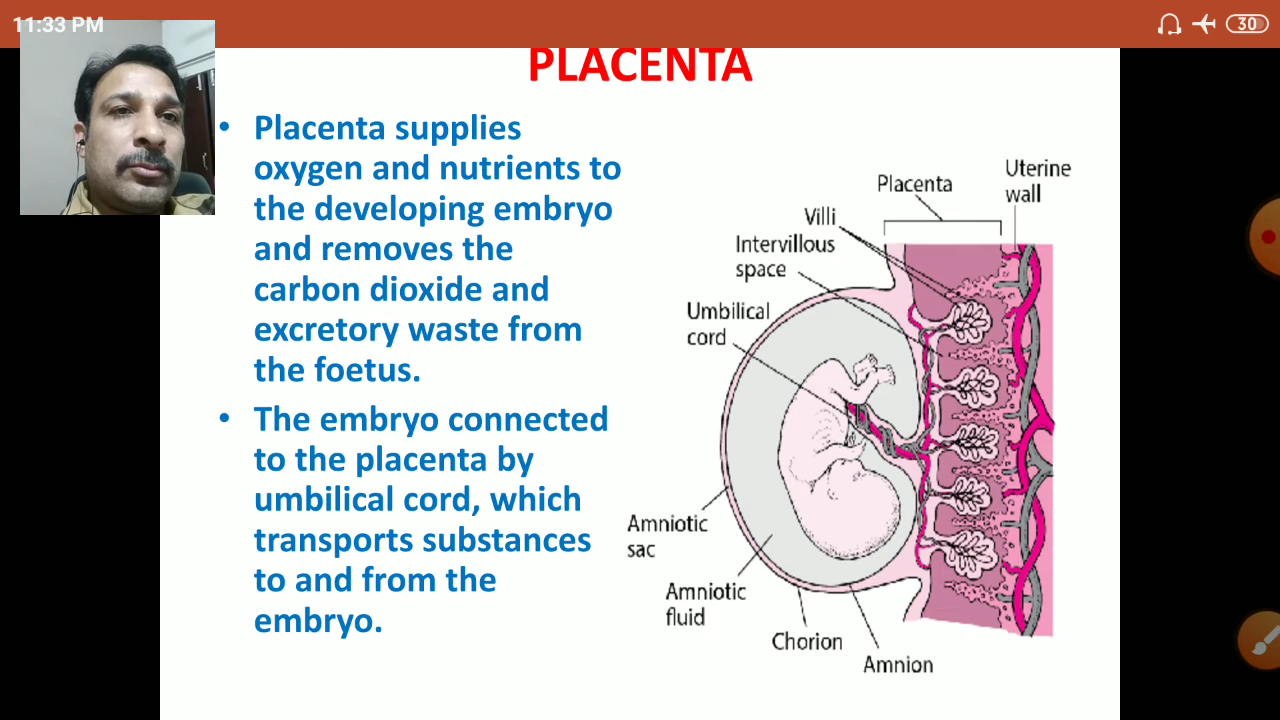 11:33 PM
30
PLACENTA
• Placenta supplies
oxygen and nutrients to
the developing embryo
and removes the
carbon dioxide and
excretory waste from
the foetus.
• The embryo connected
to the placenta by
umbilical cord, which
transports substances
to and from the
embryo.
Placenta
Uterine
wall
Villi
Intervillous
space
Umbilical
cord
Amniotic
sac
Amniotic
fluid
Chorion
Amnion